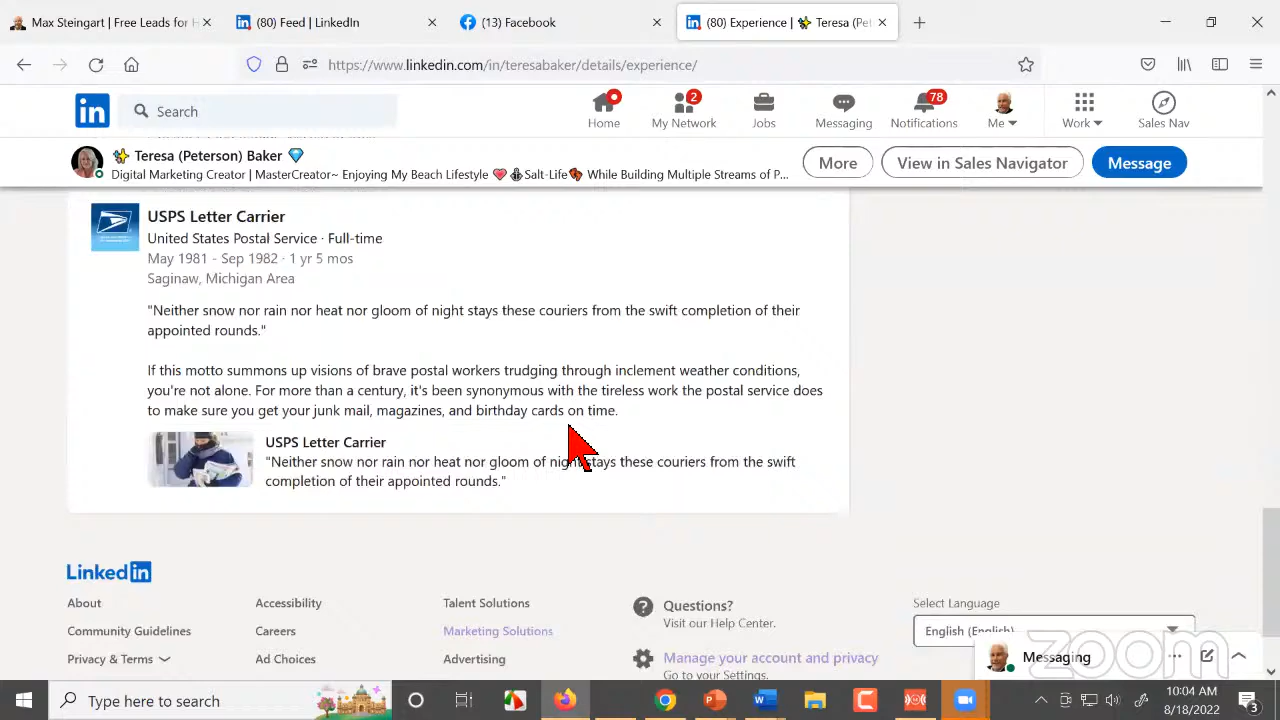 Max Steingart | Free Leads for H
(80) Feed | LinkedIn
(13) Facebook
(80) Experience | ✨ Teresa (Pet
https://www.linkedin.com/in/teresabaker/details/experience/
in
Search
Home
2
My Network
Jobs
Messaging
78
Notifications
Me
Work
Sales Nav
✨ Teresa (Peterson) Baker 💎
Digital Marketing Creator | MasterCreator~ Enjoying My Beach LIfestyle
Salt-Life
While Building Multiple Streams of P...
More
View in Sales Navigator
Message
USPS Letter Carrier
United States Postal Service · Full-time
May 1981 - Sep 1982 · 1 yr 5 mos
Saginaw, Michigan Area
"Neither snow nor rain nor heat nor gloom of night stays these couriers from the swift completion of their
appointed rounds."
If this motto summons up visions of brave postal workers trudging through inclement weather conditions,
you're not alone. For more than a century, it's been synonymous with the tireless work the postal service does
to make sure you get your junk mail, magazines, and birthday cards on time.
USPS Letter Carrier
"Neither snow nor rain nor heat nor gloom of night stays these couriers from the swift
completion of their appointed rounds."
LinkedIn
About
Accessibility
Talent Solutions
Questions?
Visit our Help Center.
Select Language
Community Guidelines
Careers
Marketing Solutions
English (English)
Privacy & Terms
Ad Choices
Advertising
Manage your account and privacy
Go to your Settings.
Messaging
zoom
Type here to search
10:04 AM
8/18/2022
3